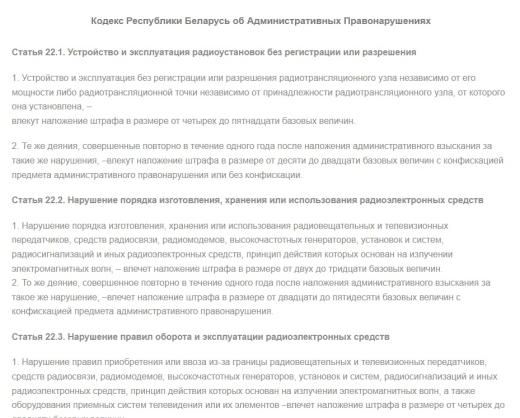 Кодекс Республики Беларусь об Административных Правонарушениях
Статья 22.1. Устройство и эксплуатация радиоустановок без регистрации или разрешения
1. Устройство и эксплуатация без регистрации или разрешения радиотрансляционного узла независимо от его
мощности либо радиотрансляционной точки независимо от принадлежности радиотрансляционного узла, от которого
она установлена, –
влекут наложение штрафа в размере от четырех до пятнадцати базовых величин.
2. Те же деяния, совершенные повторно в течение одного года после наложения административного взыскания за
такие же нарушения, –влекут наложение штрафа в размере от десяти до двадцати базовых величин с конфискацией
предмета административного правонарушения или без конфискации.
Статья 22.2. Нарушение порядка изготовления, хранения или использования радиоэлектронных средств
1. Нарушение порядка изготовления, хранения или использования радиовещательных и телевизионных
передатчиков, средств радиосвязи, радиомодемов, высокочастотных генераторов, установок и систем,
радиосигнализаций и иных радиоэлектронных средств, принцип действия которых основан на излучении
электромагнитных волн, – влечет наложение штрафа в размере от двух до тридцати базовых величин.
2. То же деяние, совершенное повторно в течение одного года после наложения административного взыскания за
такое же нарушение, –влечет наложение штрафа в размере от двадцати до пятидесяти базовых величин с
конфискацией предмета административного правонарушения.
Статья 22.3. Нарушение правил оборота и эксплуатации радиоэлектронных средств
1. Нарушение правил приобретения или ввоза из-за границы радиовещательных и телевизионных передатчиков,
средств радиосвязи, радиомодемов, высокочастотных генераторов, установок и систем, радиосигнализаций и иных
радиоэлектронных средств, принцип действия которых основан на излучении электромагнитных волн, а также
оборудования приемных систем телевидения или их элементов –влечет наложение штрафа в размере от четырех до